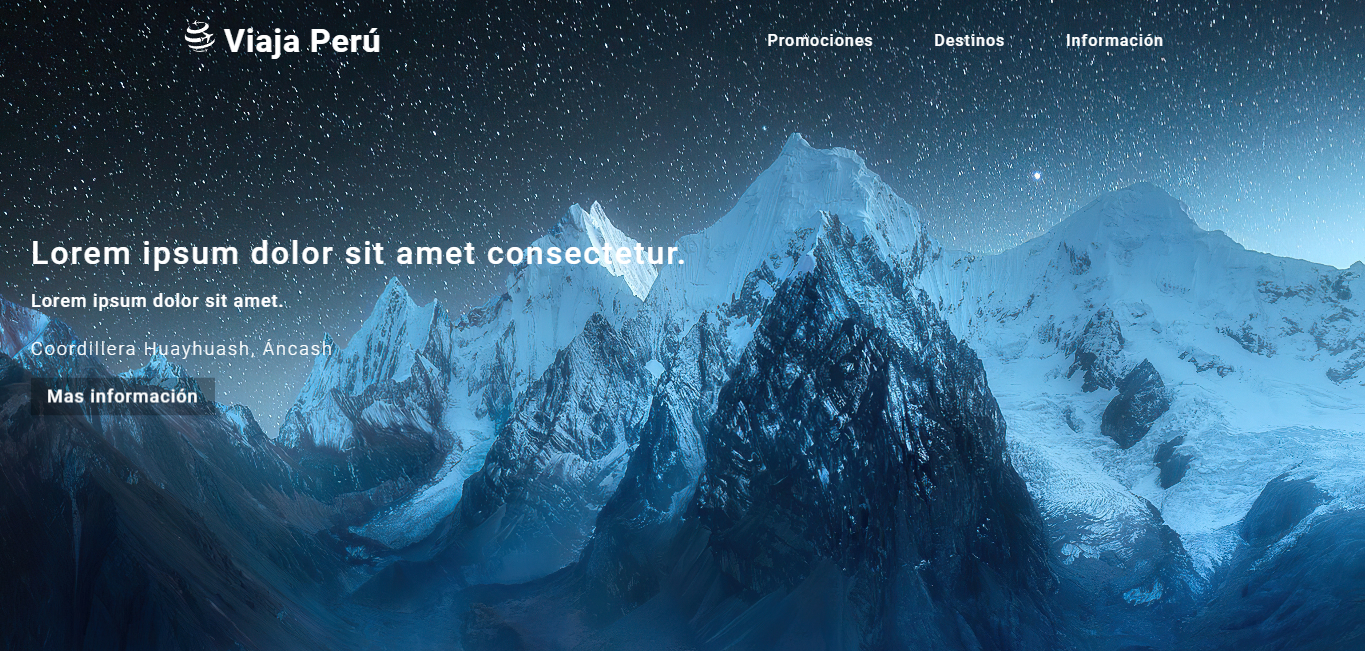 Viaja Perú
Promociones Destinos Información
Lorem ipsum dolor sit amet consectetur.
Lorem ipsum dolor sit amet.
Coordillera Huayhuash, Áncash
Mas información